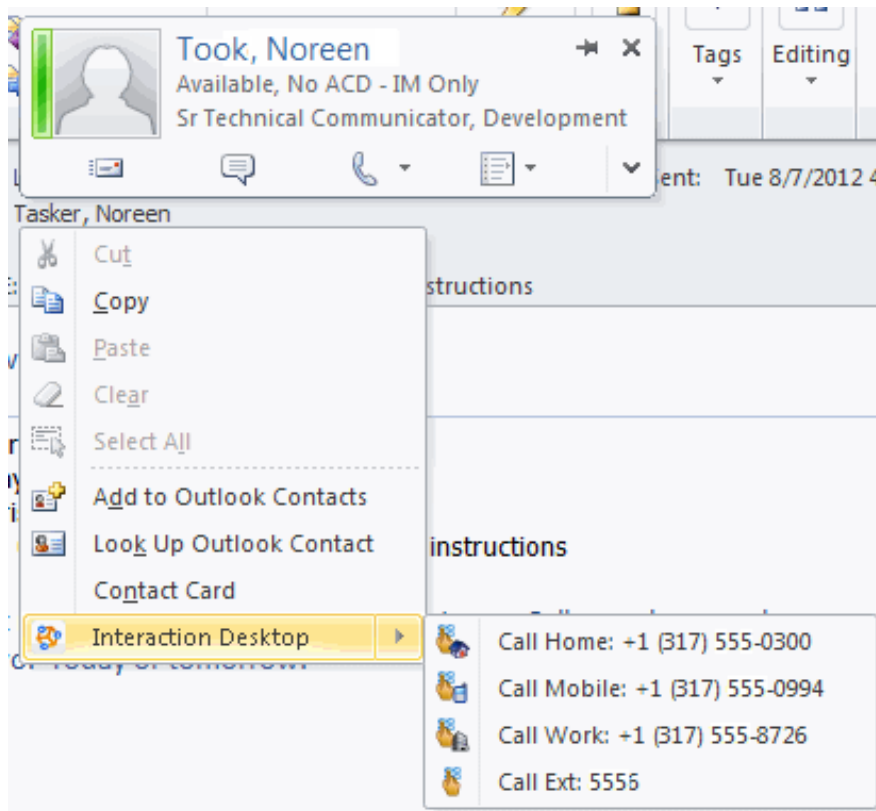 Took, Noreen
Available, No ACD - IM Only
Sr Technical Communicator, Development
Tags
Editing
ent: Tue 8/7/2012 4
Tasker, Noreen
structions
Cut
Copy
Paste
Clear
Select All
Add to Outlook Contacts
Look Up Outlook Contact
instructions
Contact Card
Interaction Desktop
Call Home: +1 (317) 555-0300
Call Mobile: +1 (317) 555-0994
Call Work: +1 (317) 555-8726
Call Ext: 5556